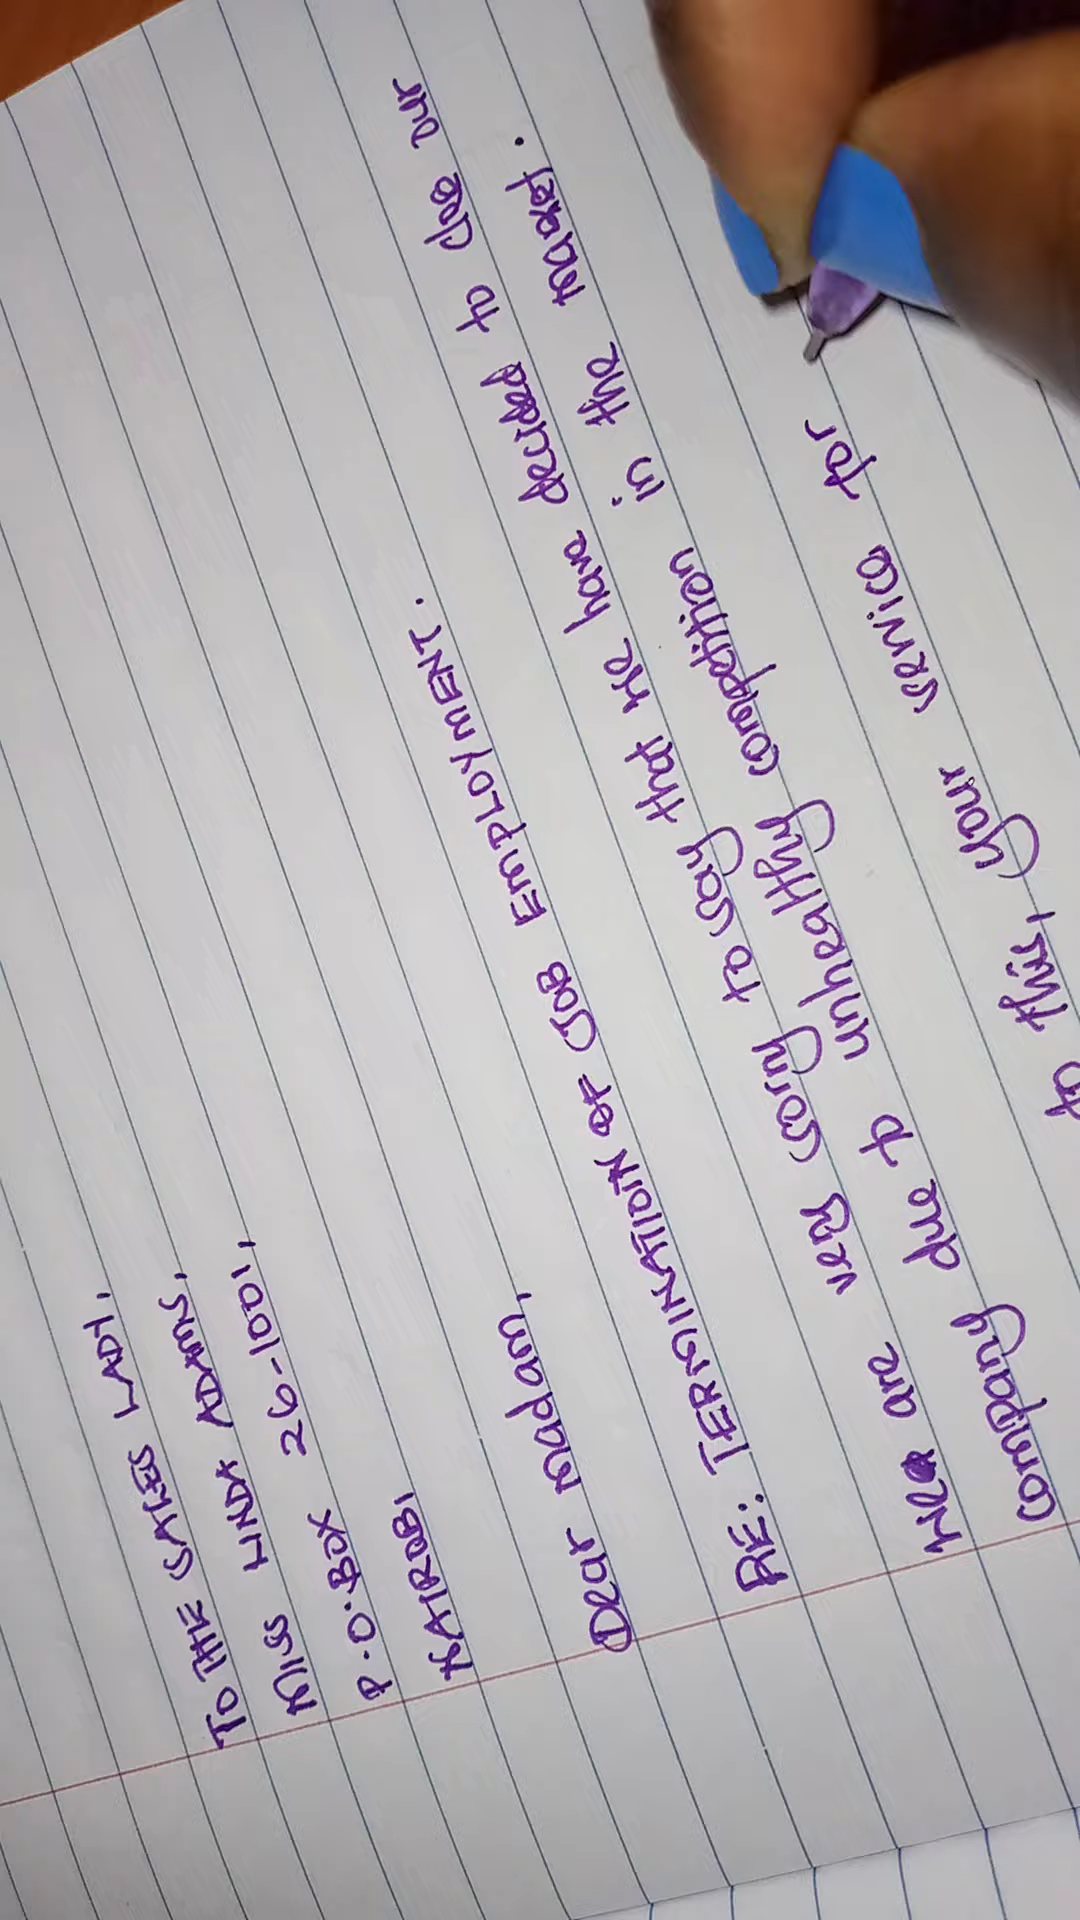 TO THE SALES LADY,
MISS LINDA ADAMS,
P.O.BOX 26-1001,
NAIROBI
Dear madam,
RE: TERMINATION OF JOB EMPLOYMENT.
We are very sorry to say that we have decided to close our
company due to unhealthy competition in the market.
to this, your service for